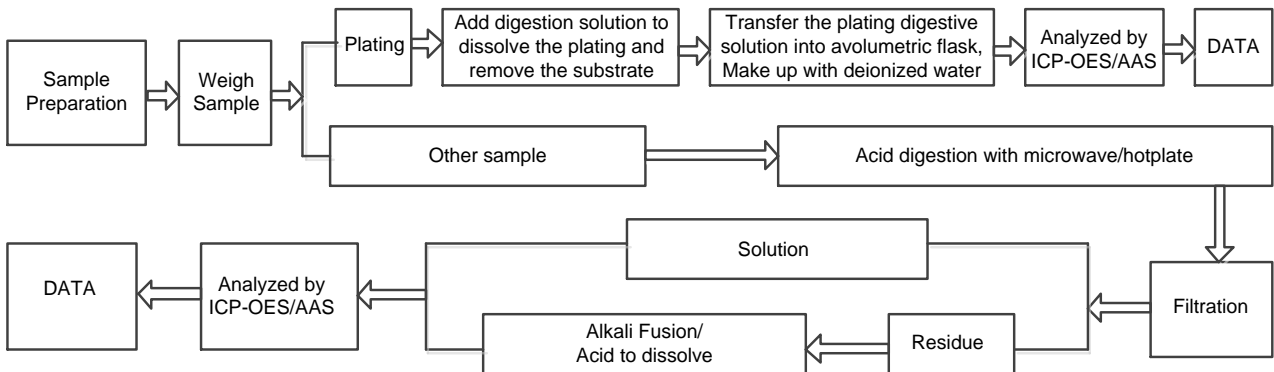 Sample
Preparation
Weigh
Sample
Plating
Add digestion solution to
dissolve the plating and
remove the substrate
Transfer the plating digestive
solution into avolumetric flask,
Make up with deionized water
Analyzed by
ICP-OES/AAS
DATA
Other sample
Acid digestion with microwave/hotplate
Filtration
Solution
Residue
Alkali Fusion/
Acid to dissolve
Analyzed by
ICP-OES/AAS
DATA